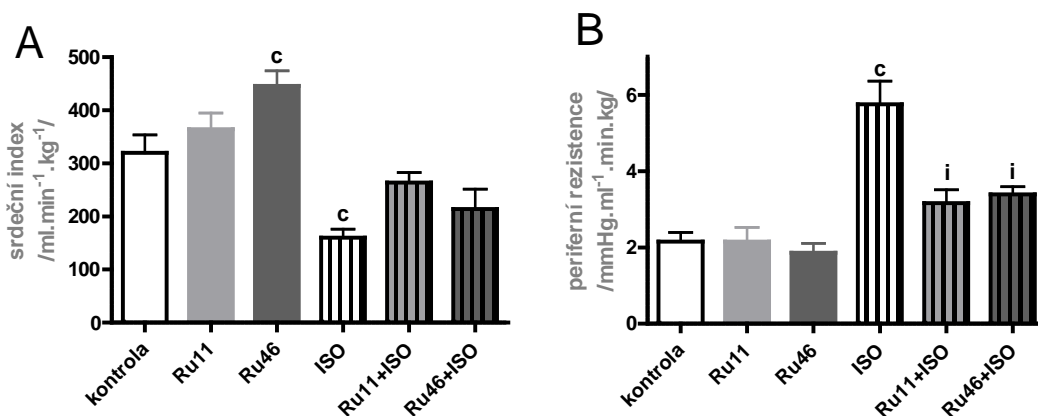 A
srdeční index
/ml.min⁻¹.kg⁻¹/
500
400
300
200
100
0
c
c
kontrola
Ru11
Ru46
ISO
Ru11+ISO
Ru46+ISO
B
periferní rezistence
/mmHg.ml⁻¹.min.kg/
6
4
2
0
c
i
i
kontrola
Ru11
Ru46
ISO
Ru11+ISO
Ru46+ISO